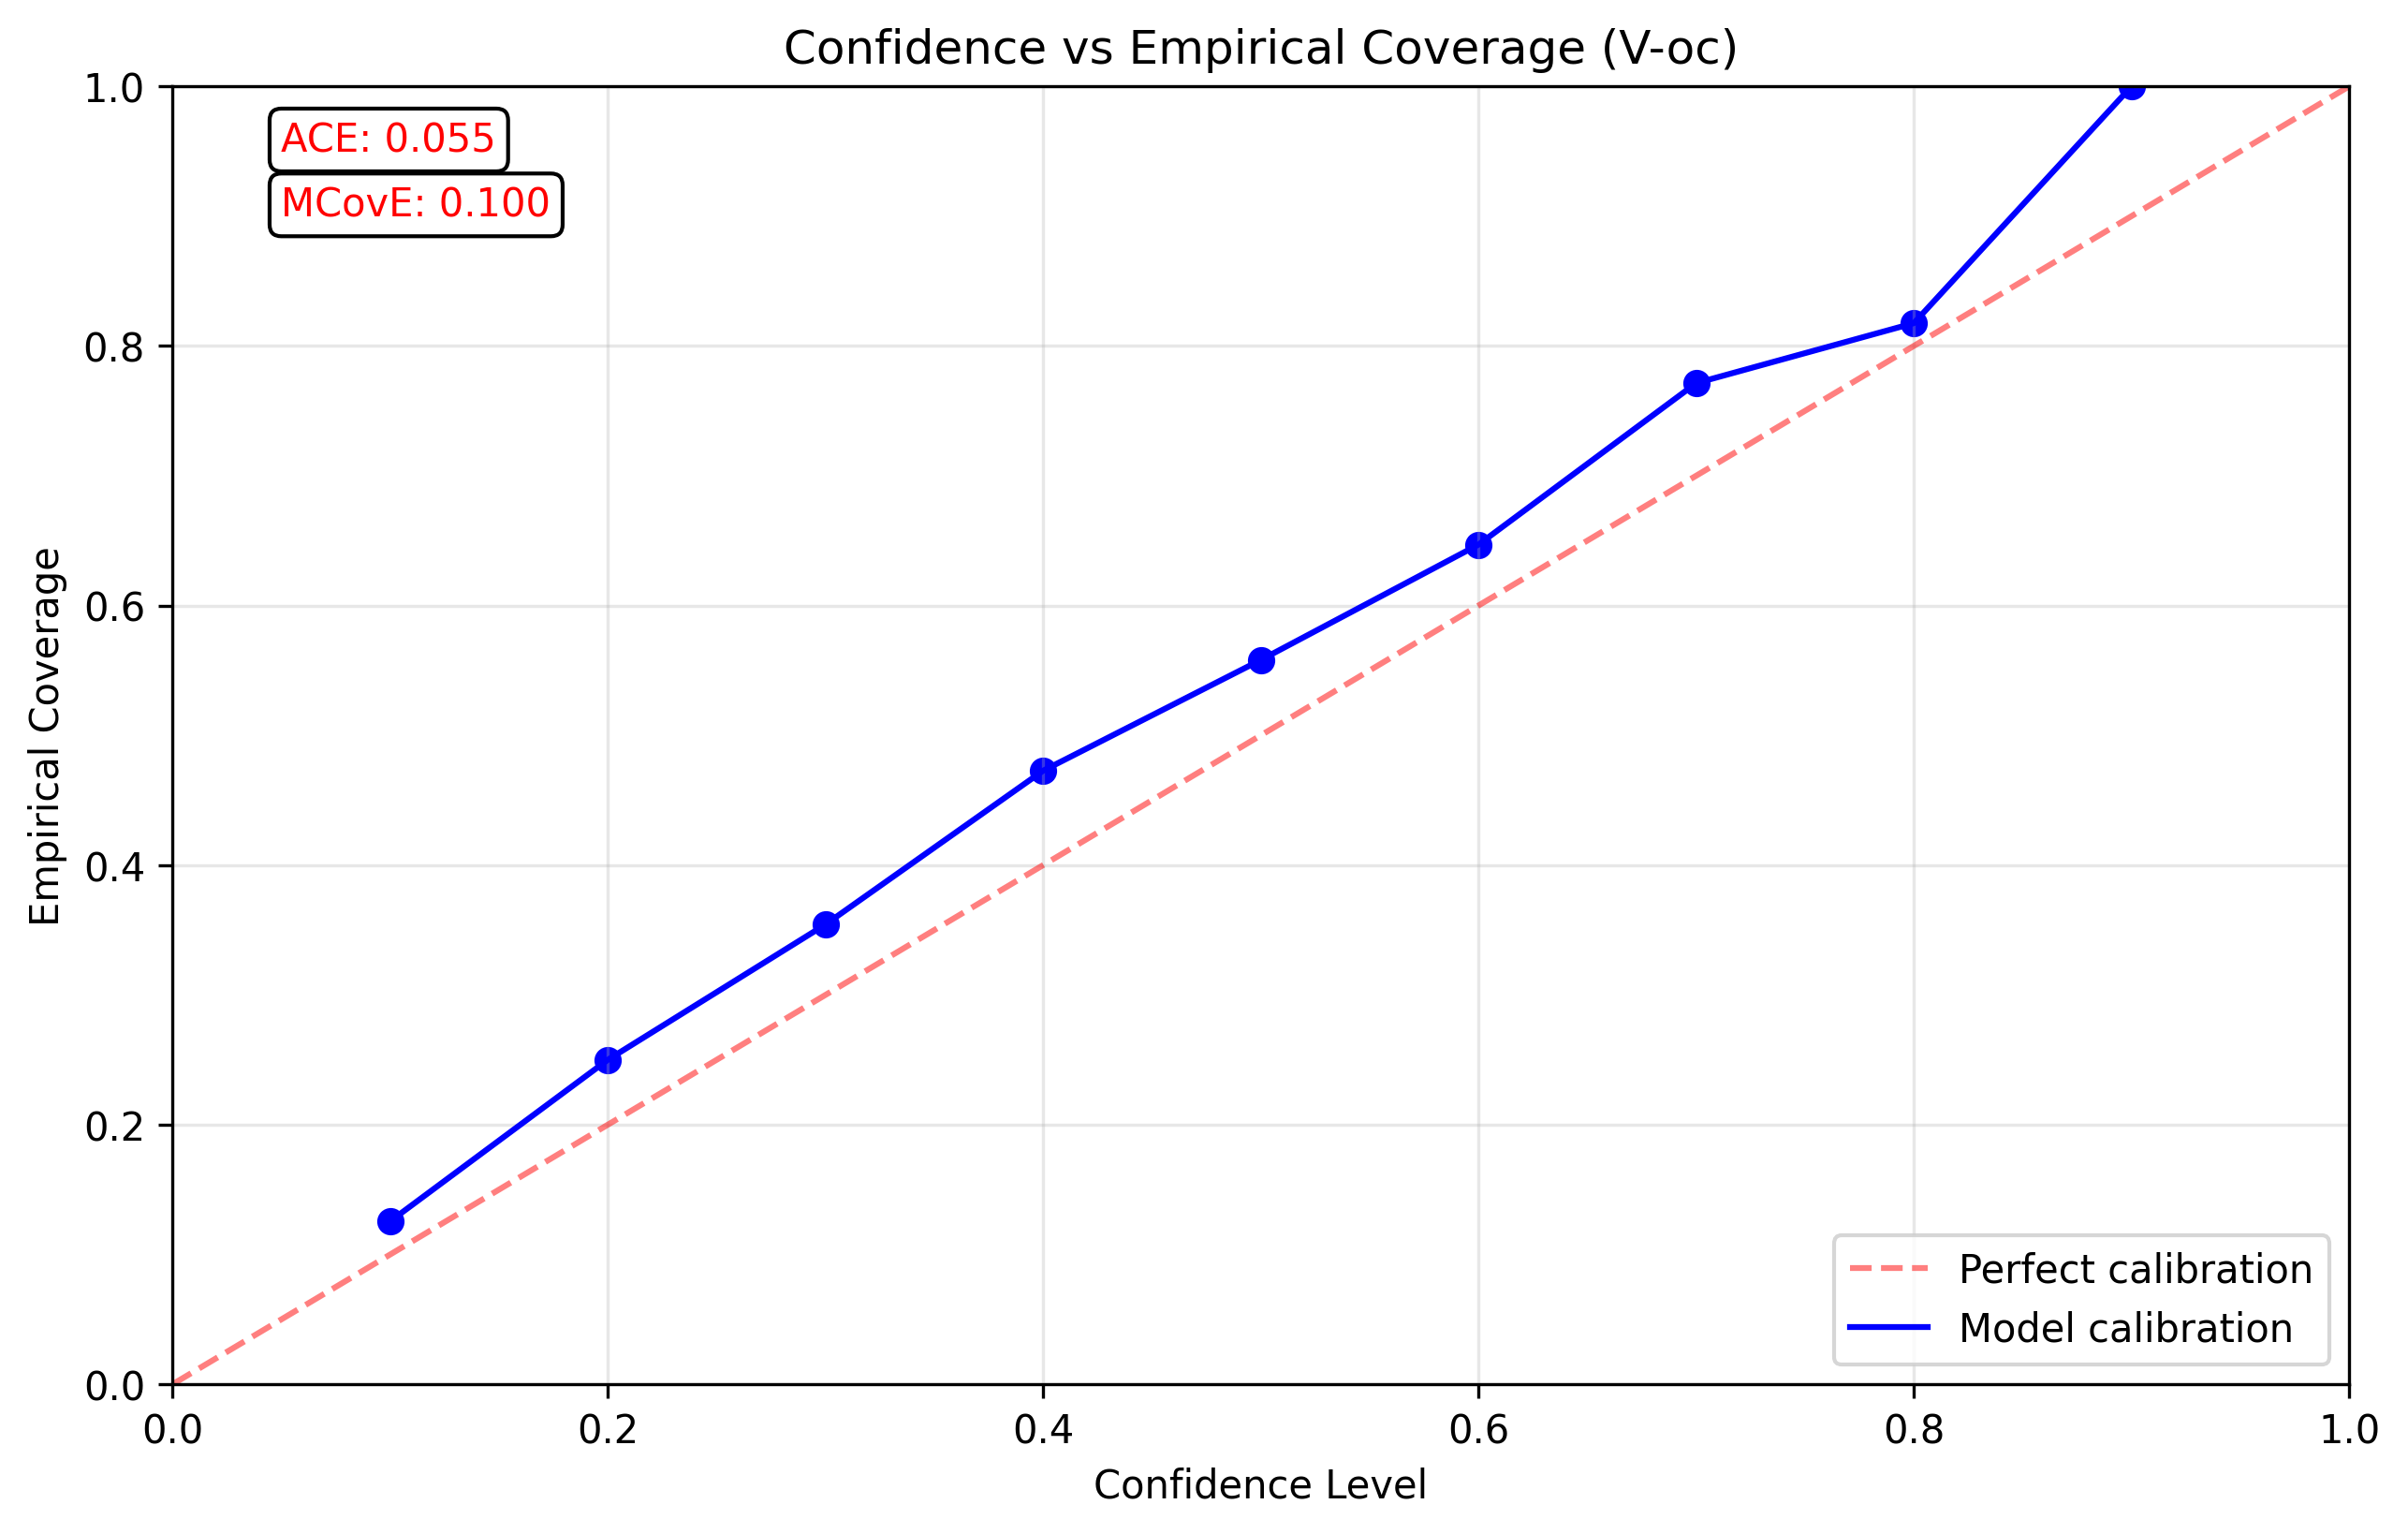 Confidence vs Empirical Coverage (V-oc)
ACE: 0.055
MCovE: 0.100
1.0
0.8
0.6
0.4
0.2
0.0
Empirical Coverage
0.0 0.2 0.4 0.6 0.8 1.0
Confidence Level
Perfect calibration
Model calibration